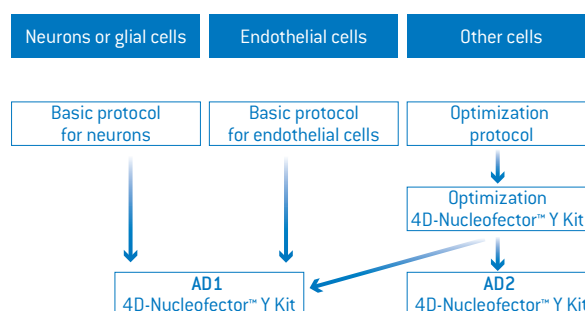 Neurons or glial cells
Endothelial cells
Other cells
Basic protocol
for neurons
Basic protocol
for endothelial cells
Optimization
protocol
Optimization
4D-Nucleofector™ Y Kit
AD1
4D-Nucleofector™ Y Kit
AD2
4D-Nucleofector™ Y Kit